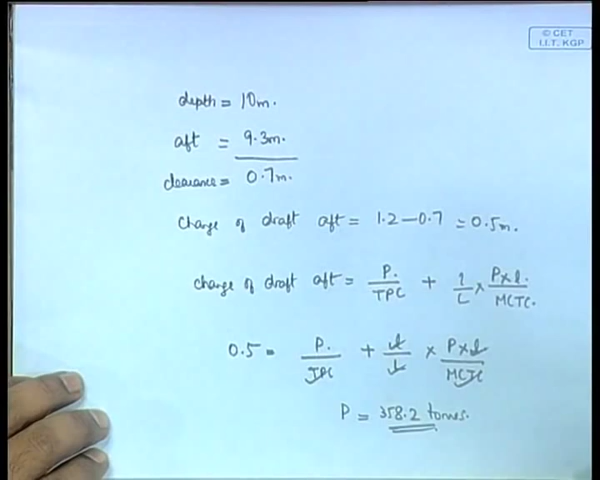 © CET
I.I.T. KGP
depth = 10m.
aft = 9.3m.
clearance = 0.7m.
Change of draft aft = 1.2 - 0.7 = 0.5m.
Change of draft aft = P./TPC + l/L × P×l./MCTC.
0.5 = P./TPC + l/L × P×l/MCTC
P = 358.2 tonnes.